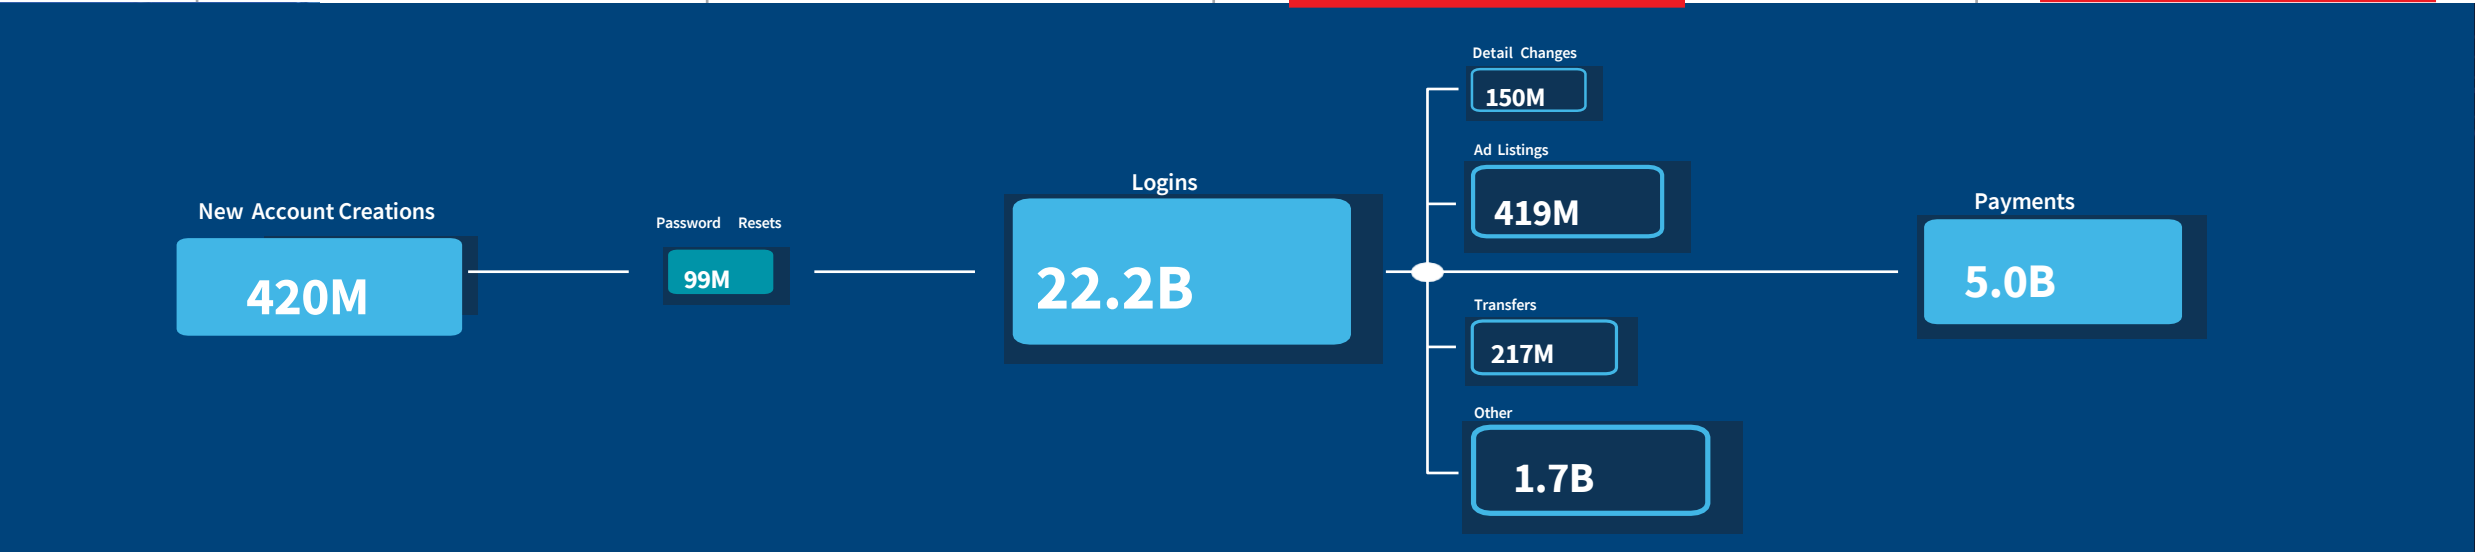 New Account Creations
420M
Password Resets
99M
Logins
22.2B
Detail Changes
150M
Ad Listings
419M
Transfers
217M
Other
1.7B
Payments
5.0B